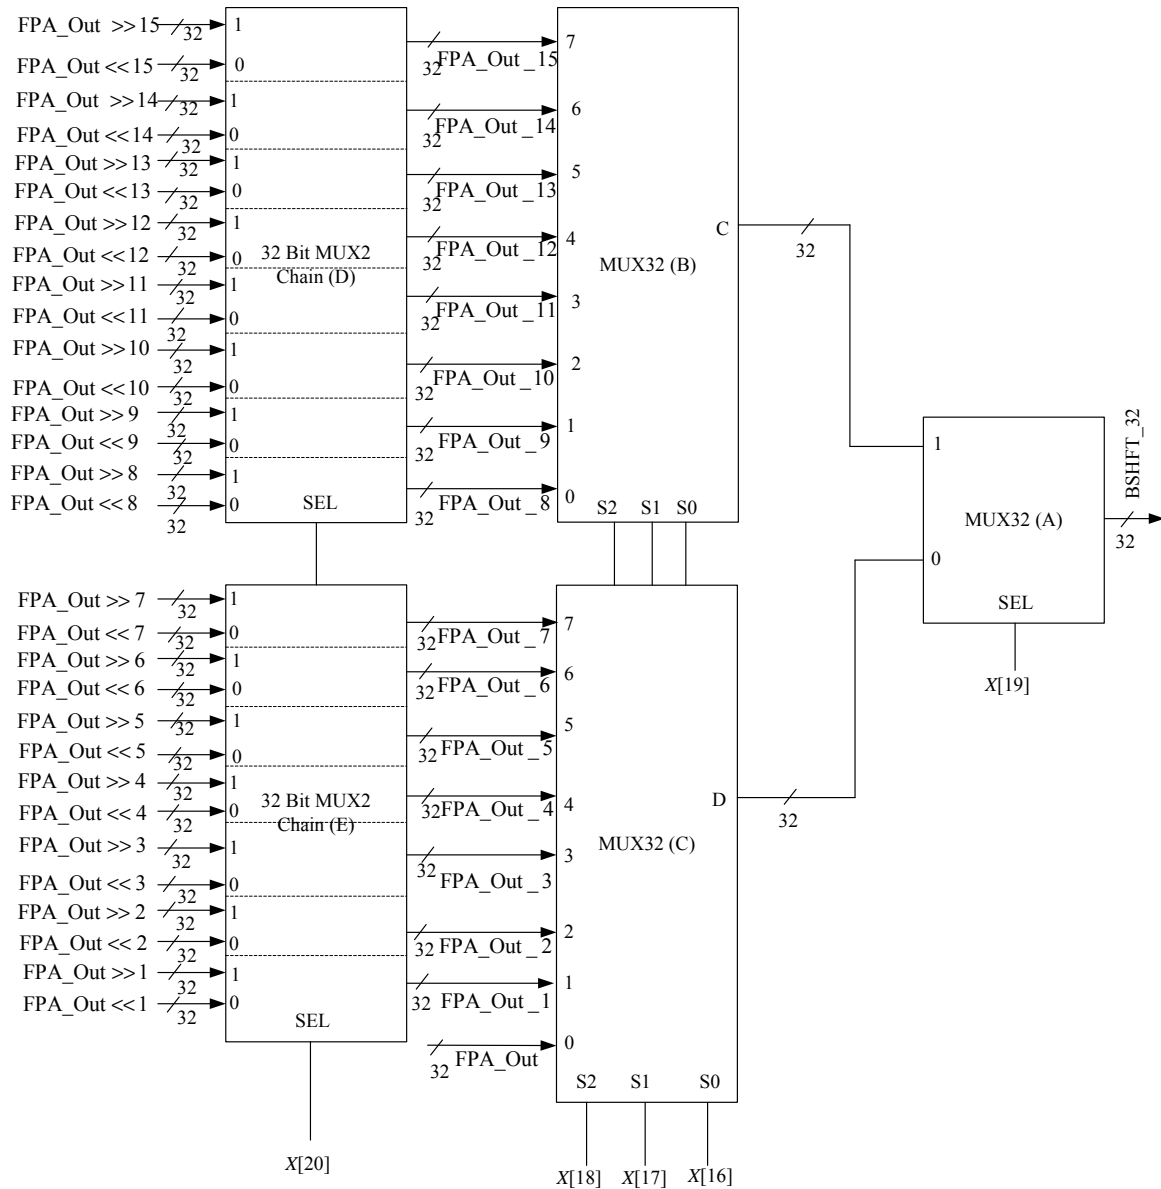 FPA_Out >>15
32
1
FPA_Out <<15
32
0
FPA_Out >>14
32
1
FPA_Out <<14
32
0
FPA_Out >>13
32
1
FPA_Out <<13
32
0
FPA_Out >>12
32
1
FPA_Out <<12
32
0
FPA_Out >>11
32
1
FPA_Out <<11
32
0
FPA_Out >>10
32
1
FPA_Out <<10
32
0
FPA_Out >> 9
32
1
FPA_Out << 9
32
0
FPA_Out >> 8
32
1
FPA_Out << 8
32
0
32 Bit MUX2
Chain (D)
SEL
32
FPA_Out _15
7
32
FPA_Out _14
6
32
FPA_Out _13
5
32
FPA_Out _12
4
32
FPA_Out _11
3
32
FPA_Out _10
2
32
FPA_Out _ 9
1
32
FPA_Out _ 8
0
MUX32 (B)
C
S2 S1 S0
32
FPA_Out >> 7
32
1
FPA_Out << 7
32
0
FPA_Out >> 6
32
1
FPA_Out << 6
32
0
FPA_Out >> 5
32
1
FPA_Out << 5
32
0
FPA_Out >> 4
32
1
FPA_Out << 4
32
0
FPA_Out >> 3
32
1
FPA_Out << 3
32
0
FPA_Out >> 2
32
1
FPA_Out << 2
32
0
FPA_Out >>1
32
1
FPA_Out <<1
32
0
32 Bit MUX2
Chain (E)
SEL
X[20]
32
FPA_Out _ 7
7
32
FPA_Out _ 6
6
32
FPA_Out _ 5
5
32
FPA_Out _ 4
4
32
FPA_Out _ 3
3
32
FPA_Out _ 2
2
32
FPA_Out _1
1
32
FPA_Out
0
MUX32 (C)
D
S2 S1 S0
X[18] X[17] X[16]
32
1
0
MUX32 (A)
SEL
X[19]
BSHFT_32
32